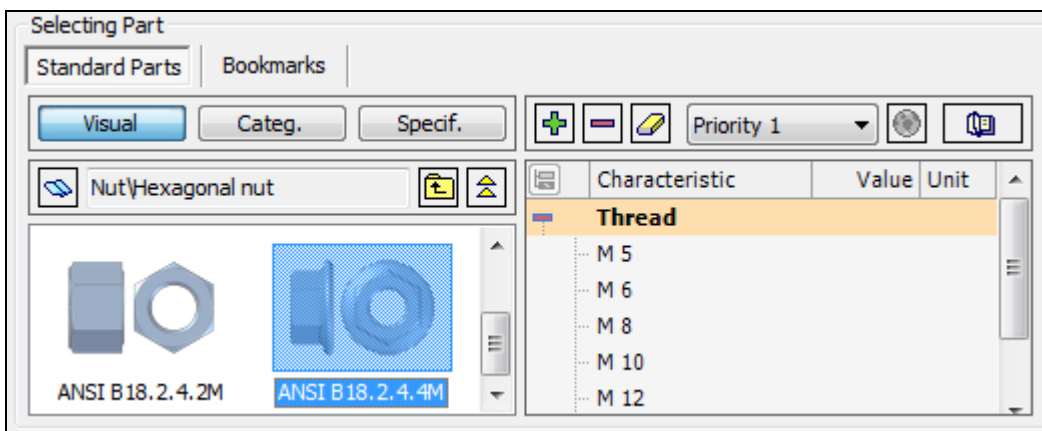 Selecting Part
Standard Parts Bookmarks
Visual Categ. Specif. Priority 1
Nut\Hexagonal nut Characteristic Value Unit
Thread
M 5
M 6
M 8
M 10
ANSI B18.2.4.2M ANSI B18.2.4.4M M 12